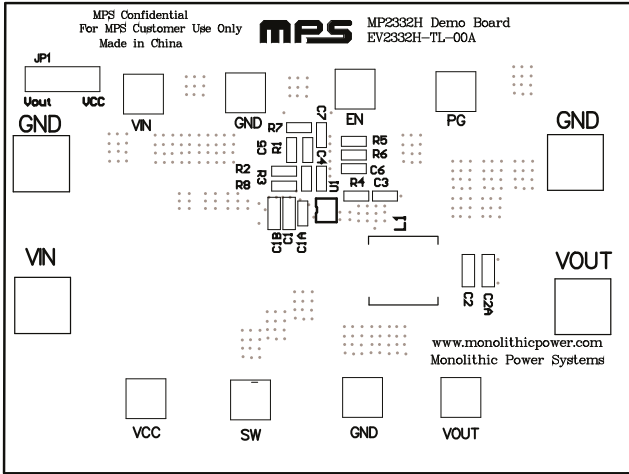 MPS Confidential
For MPS Customer Use Only
Made in China
mps
MP2332H Demo Board
EV2332H-TL-00A
JP1
Vout VCC
VIN
GND
EN
PG
GND
GND
C7
R7
C5
R1
C4
R5
R6
C6
R2
R3
R8
U1
R4 C3
C1B
C1
C1A
L1
VIN
VOUT
C2
C2A
www.monolithicpower.com
Monolithic Power Systems
VCC
SW
GND
VOUT